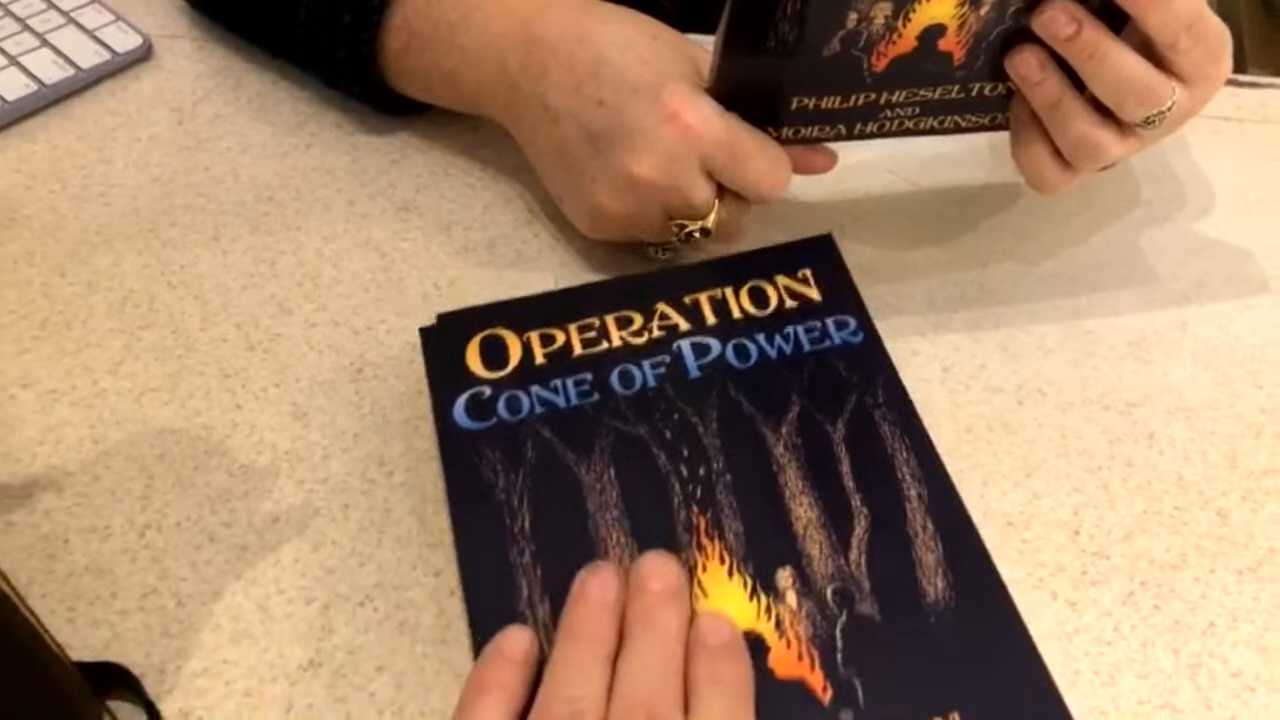 PHILIP HESELTON
AND
MOIRA HODGKINSON
OPERATION
CONE OF POWER